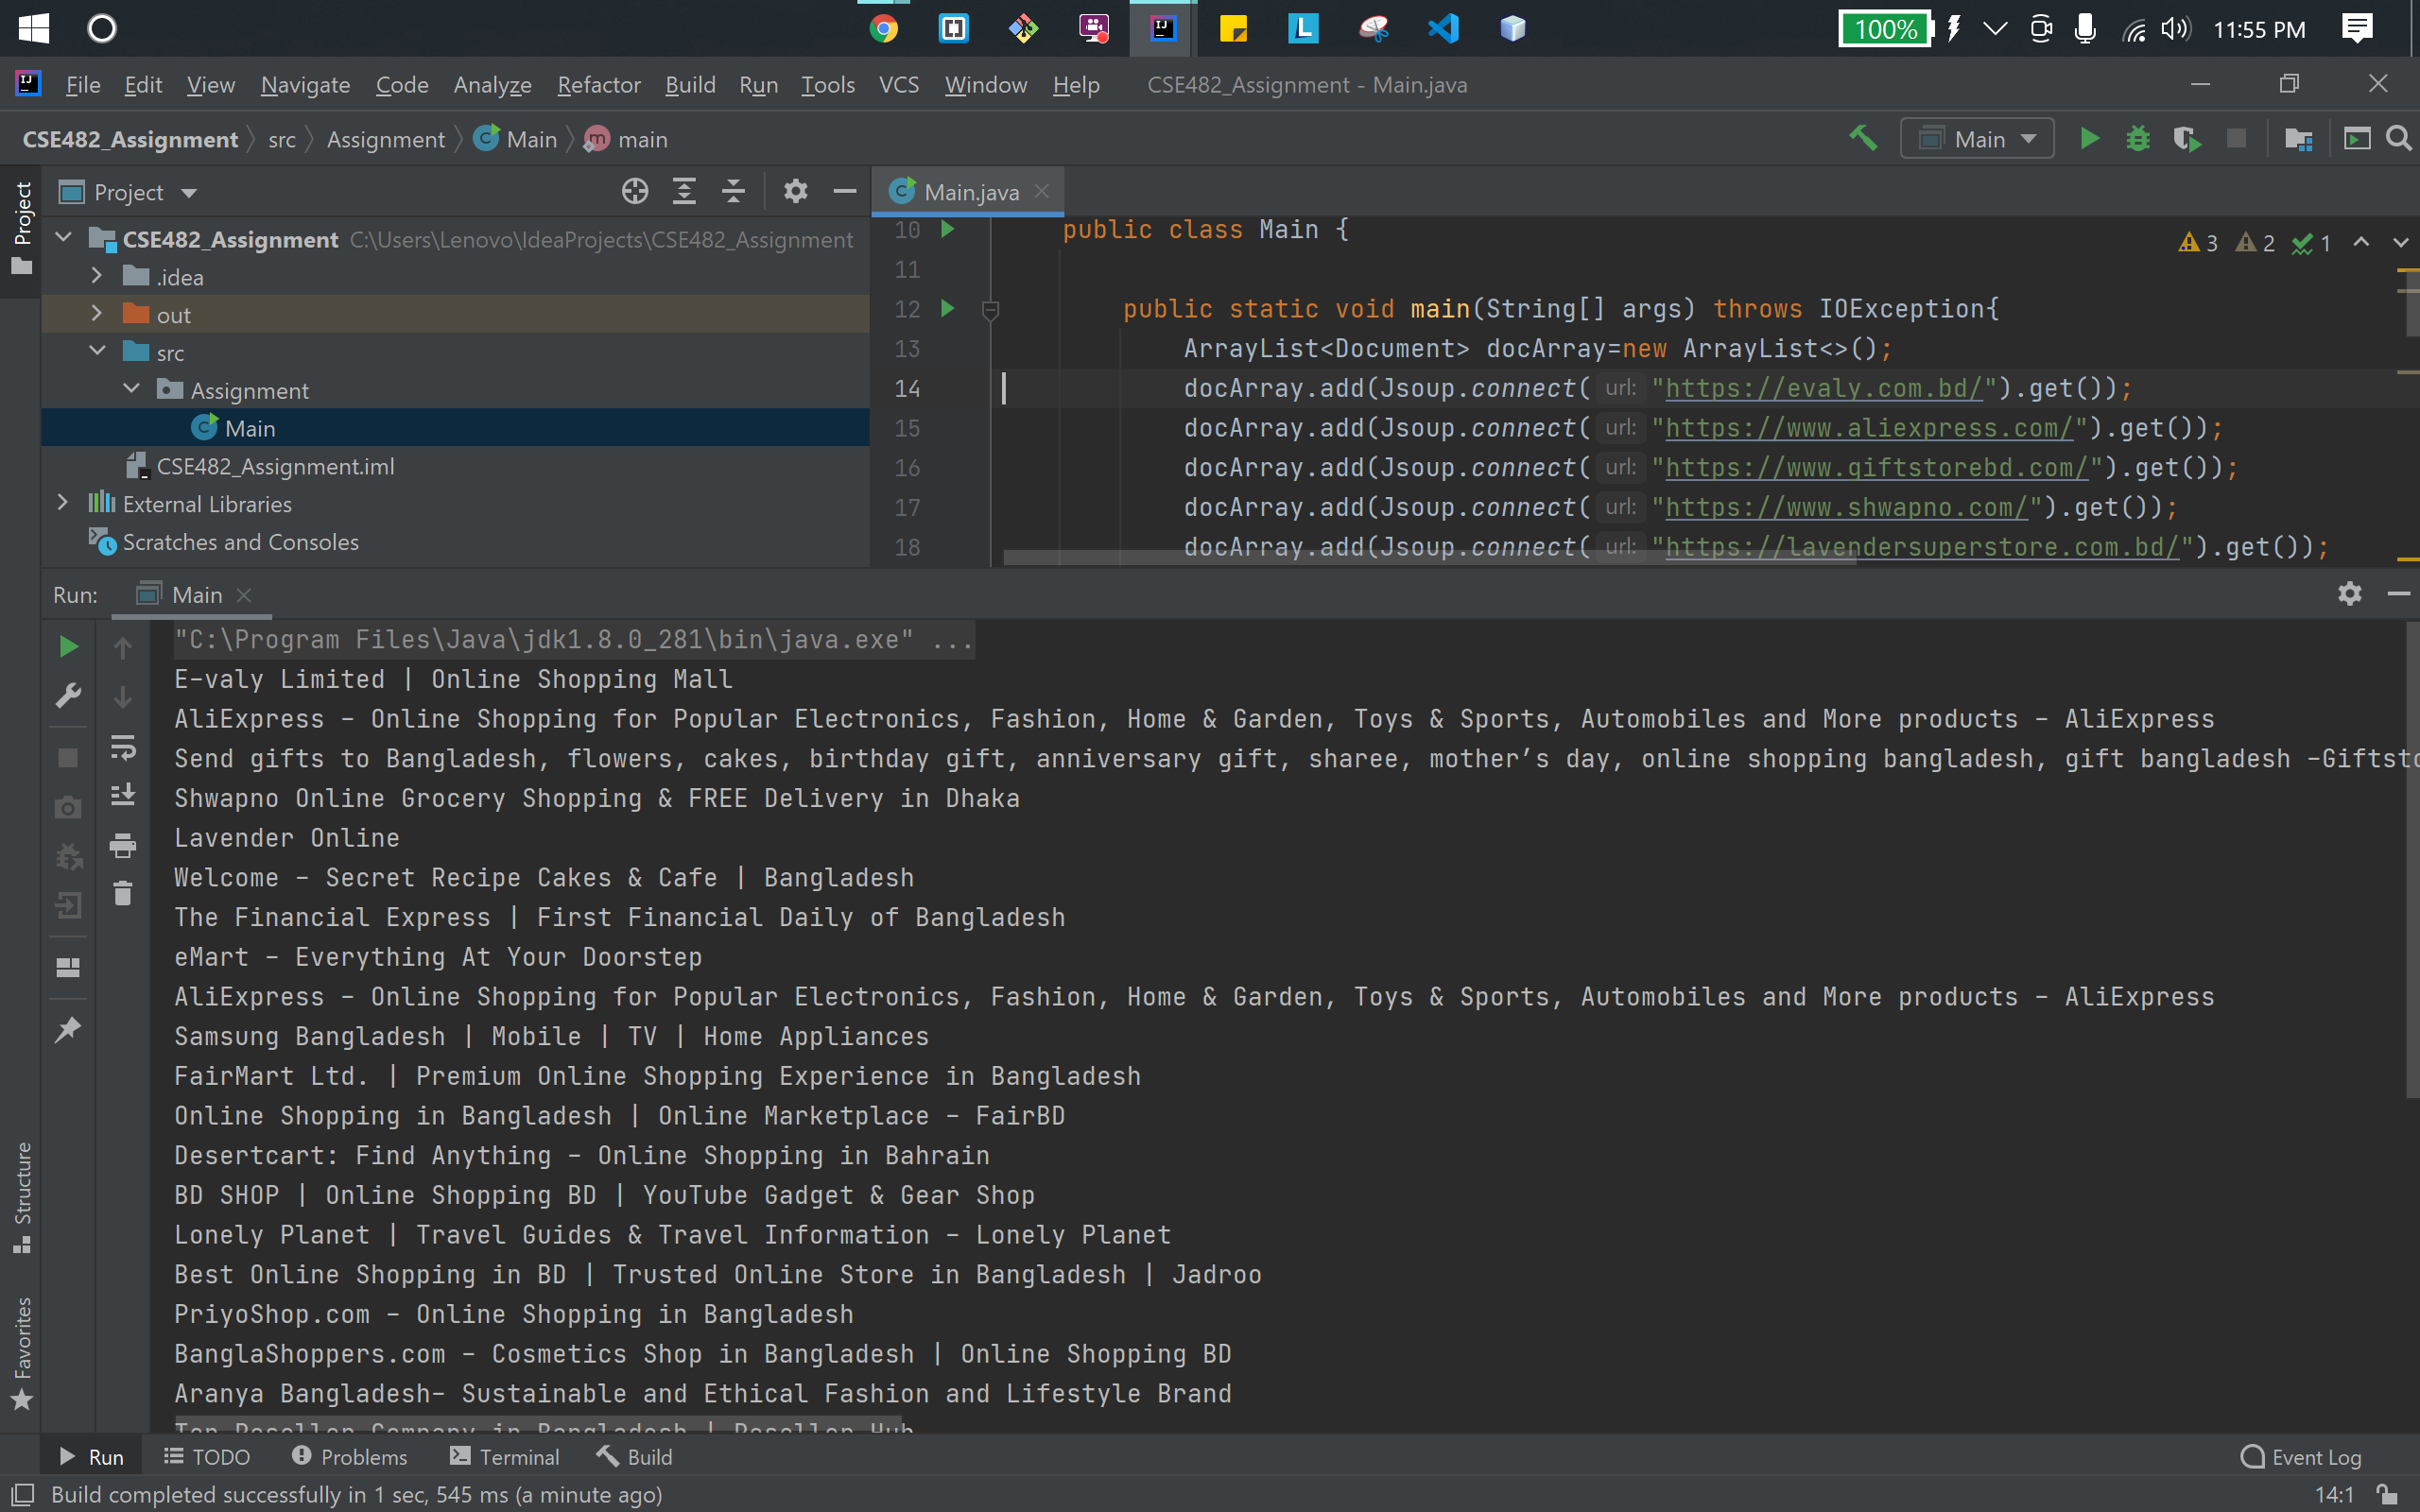 100%
11:55 PM
File Edit View Navigate Code Analyze Refactor Build Run Tools VCS Window Help CSE482_Assignment - Main.java
CSE482_Assignment src Assignment Main main
Main
Project
Project
Main.java
CSE482_Assignment C:\Users\Lenovo\IdeaProjects\CSE482_Assignment
.idea
out
src
Assignment
Main
CSE482_Assignment.iml
External Libraries
Scratches and Consoles
10 public class Main {
3 2 1
11
12 public static void main(String[] args) throws IOException{
13 ArrayList<Document> docArray=new ArrayList<>();
14 docArray.add(Jsoup.connect( url: "https://evaly.com.bd/").get());
15 docArray.add(Jsoup.connect( url: "https://www.aliexpress.com/").get());
16 docArray.add(Jsoup.connect( url: "https://www.giftstorebd.com/").get());
17 docArray.add(Jsoup.connect( url: "https://www.shwapno.com/").get());
18 docArray.add(Jsoup.connect( url: "https://lavendersuperstore.com.bd/").get());
Run: Main
"C:\Program Files\Java\jdk1.8.0_281\bin\java.exe" ...
E-valy Limited | Online Shopping Mall
AliExpress - Online Shopping for Popular Electronics, Fashion, Home & Garden, Toys & Sports, Automobiles and More products - AliExpress
Send gifts to Bangladesh, flowers, cakes, birthday gift, anniversary gift, sharee, mother’s day, online shopping bangladesh, gift bangladesh -Giftsto
Shwapno Online Grocery Shopping & FREE Delivery in Dhaka
Lavender Online
Welcome - Secret Recipe Cakes & Cafe | Bangladesh
The Financial Express | First Financial Daily of Bangladesh
eMart - Everything At Your Doorstep
AliExpress - Online Shopping for Popular Electronics, Fashion, Home & Garden, Toys & Sports, Automobiles and More products - AliExpress
Samsung Bangladesh | Mobile | TV | Home Appliances
FairMart Ltd. | Premium Online Shopping Experience in Bangladesh
Online Shopping in Bangladesh | Online Marketplace - FairBD
Desertcart: Find Anything - Online Shopping in Bahrain
BD SHOP | Online Shopping BD | YouTube Gadget & Gear Shop
Lonely Planet | Travel Guides & Travel Information - Lonely Planet
Best Online Shopping in BD | Trusted Online Store in Bangladesh | Jadroo
PriyoShop.com - Online Shopping in Bangladesh
BanglaShoppers.com - Cosmetics Shop in Bangladesh | Online Shopping BD
Aranya Bangladesh- Sustainable and Ethical Fashion and Lifestyle Brand
Top Reseller Company in Bangladesh | Reseller Hub
Structure
Favorites
Run TODO Problems Terminal Build Event Log
Build completed successfully in 1 sec, 545 ms (a minute ago) 14:1